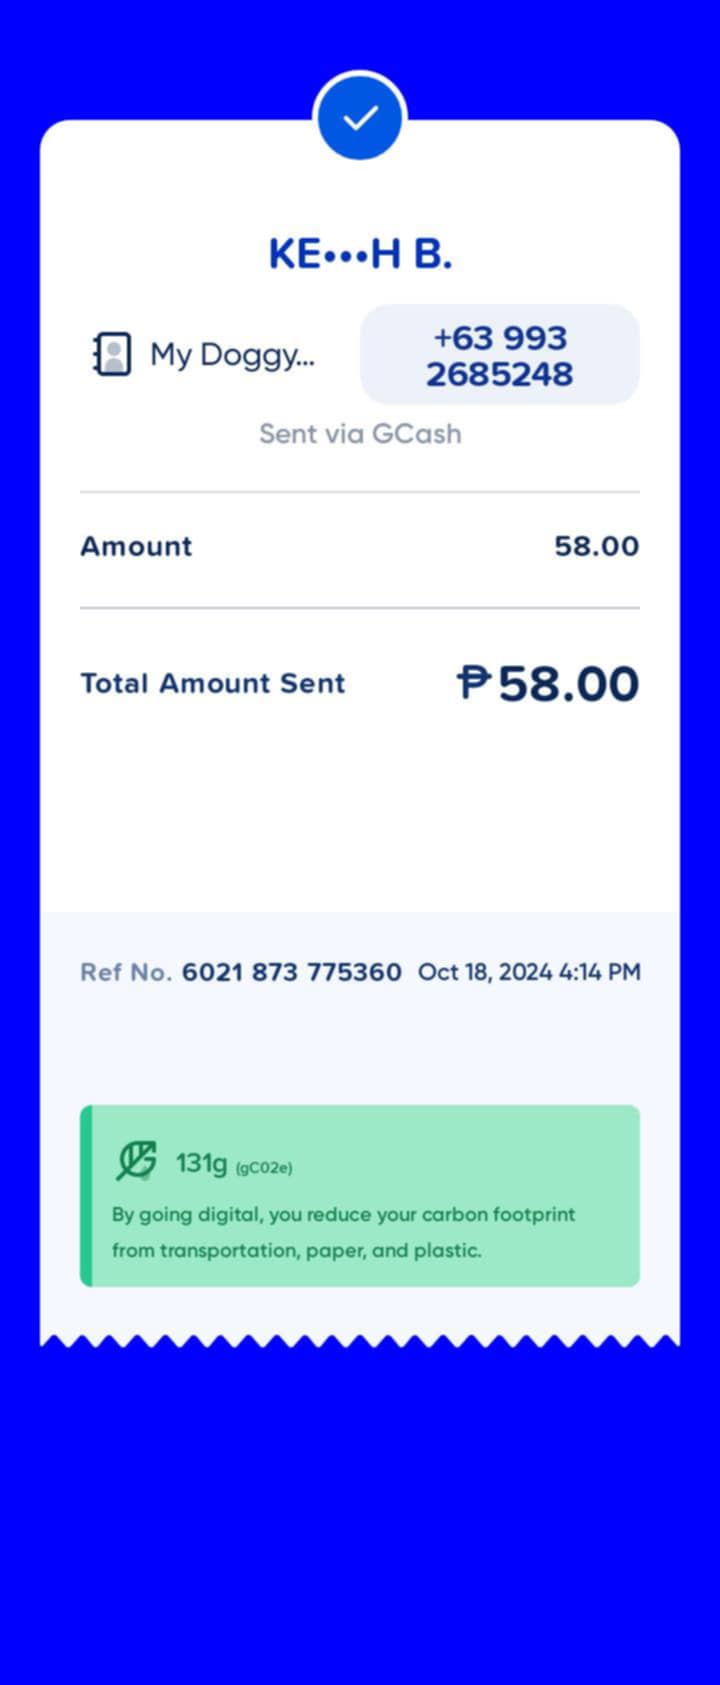 KE•••H B.
My Doggy...
+63 993
2685248
Sent via GCash
Amount 58.00
Total Amount Sent ₱58.00
Ref No. 6021 873 775360 Oct 18, 2024 4:14 PM
131g (gC02e)
By going digital, you reduce your carbon footprint
from transportation, paper, and plastic.